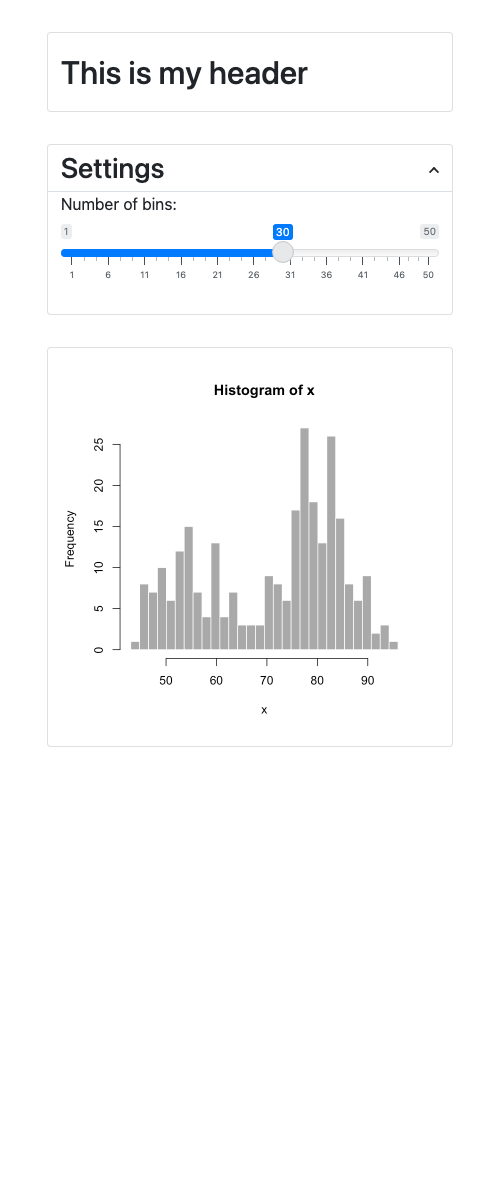 This is my header
Settings
Number of bins:
1 30 50
1 6 11 16 21 26 31 36 41 46 50
Histogram of x
25
20
15
10
5
0
Frequency
50 60 70 80 90
x